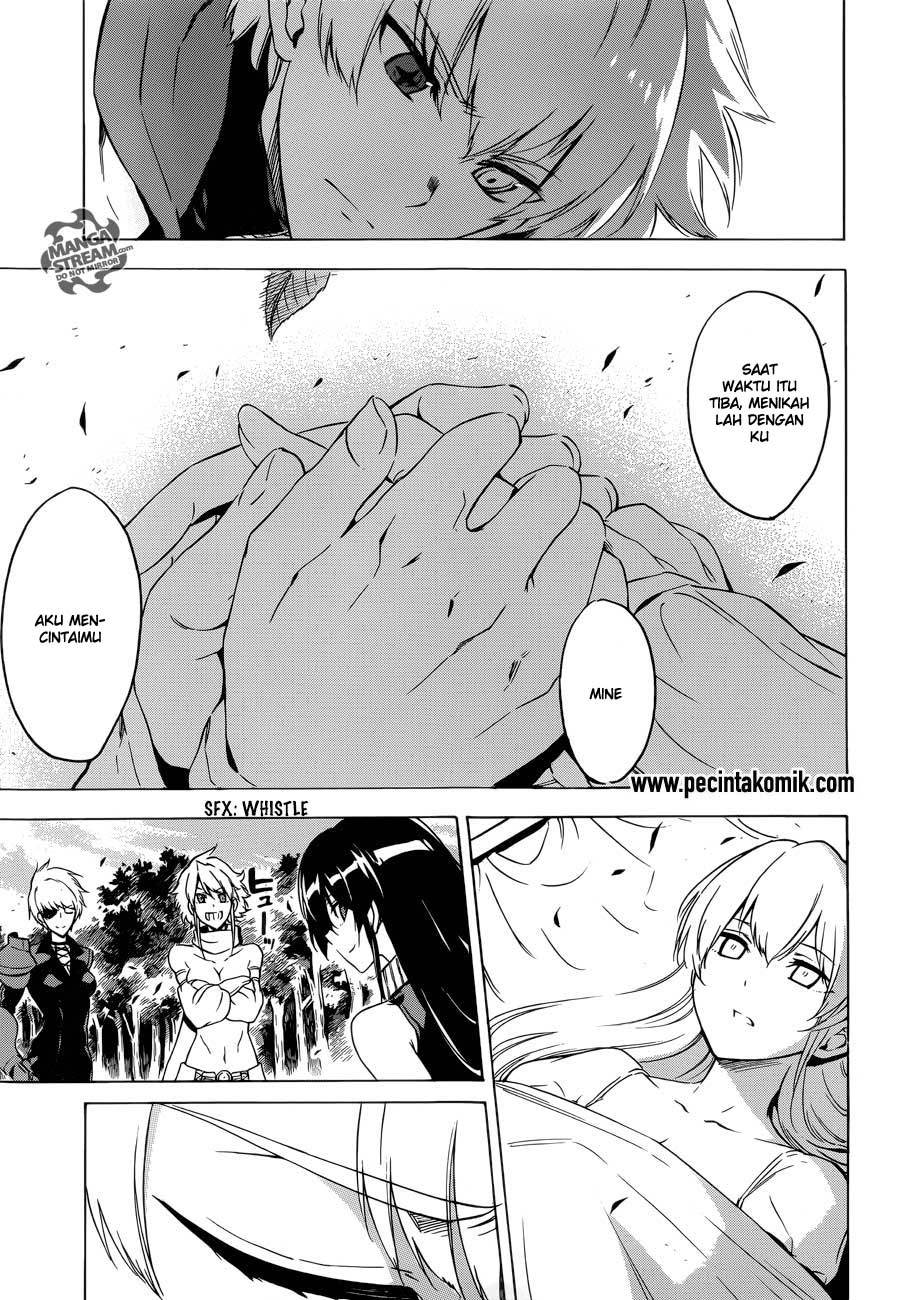 MANGA
STREAM.com
DO NOT MIRROR
SAAT
WAKTU ITU
TIBA, MENIKAH
LAH DENGAN
KU
MINE
AKU MEN-
CINTAIMU
www.pecintakomik.com
SFX: WHISTLE
ヒュー